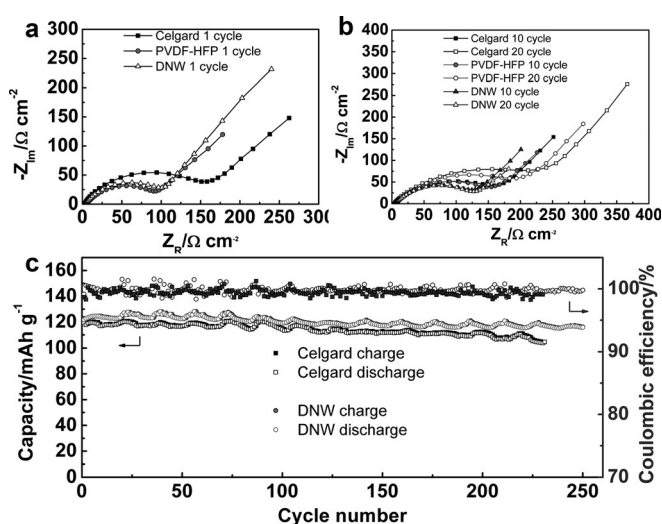 a
Celgard 1 cycle
PVDF-HFP 1 cycle
DNW 1 cycle
300
250
200
150
100
50
0
-Z_Im/Ω cm⁻²
0 50 100 150 200 250 300
Z_R/Ω cm⁻²
b
Celgard 10 cycle
Celgard 20 cycle
PVDF-HFP 10 cycle
PVDF-HFP 20 cycle
DNW 10 cycle
DNW 20 cycle
400
350
300
250
200
150
100
50
0
-Z_Im/Ω cm⁻²
0 50 100 150 200 250 300 350 400
Z_R/Ω cm⁻²
c
160
140
120
100
80
60
40
20
0
Capacity/mAh g⁻¹
Celgard charge
Celgard discharge
DNW charge
DNW discharge
100
90
80
70
Coulombic efficiency/%
0 50 100 150 200 250
Cycle number